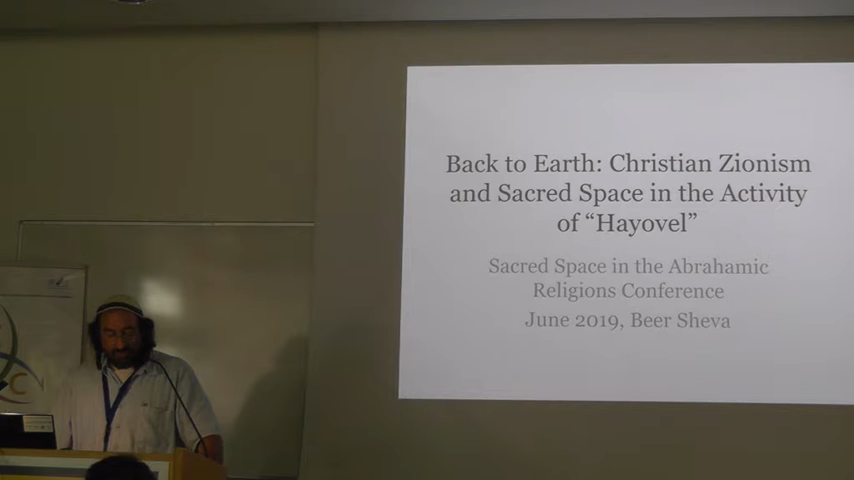 Back to Earth: Christian Zionism
and Sacred Space in the Activity
of “Hayovel”
Sacred Space in the Abrahamic
Religions Conference
June 2019, Beer Sheva
C